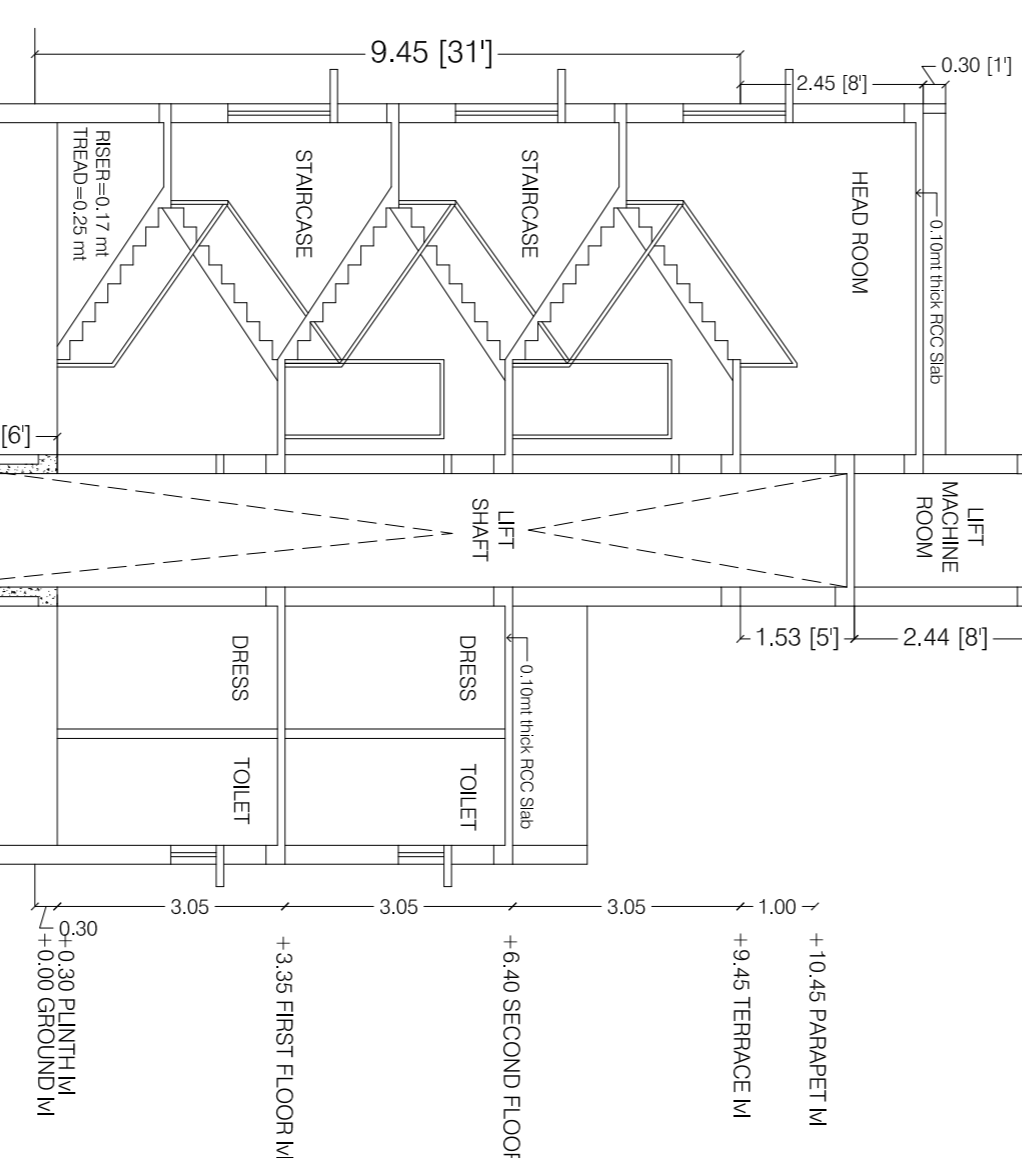 9.45 [31']
2.45 [8']
0.30 [1']
RISER=0.17 mt
TREAD=0.25 mt
STAIRCASE
STAIRCASE
HEAD ROOM
0.10mt thick RCC Slab
[6']
LIFT
SHAFT
LIFT
MACHINE
ROOM
1.53 [5']
2.44 [8']
DRESS
DRESS
0.10mt thick RCC Slab
TOILET
TOILET
3.05
3.05
3.05
1.00
0.30
+0.30 PLINTH lvl
+0.00 GROUND lvl
+3.35 FIRST FLOOR lvl
+6.40 SECOND FLOOR
+9.45 TERRACE lvl
+10.45 PARAPET lvl